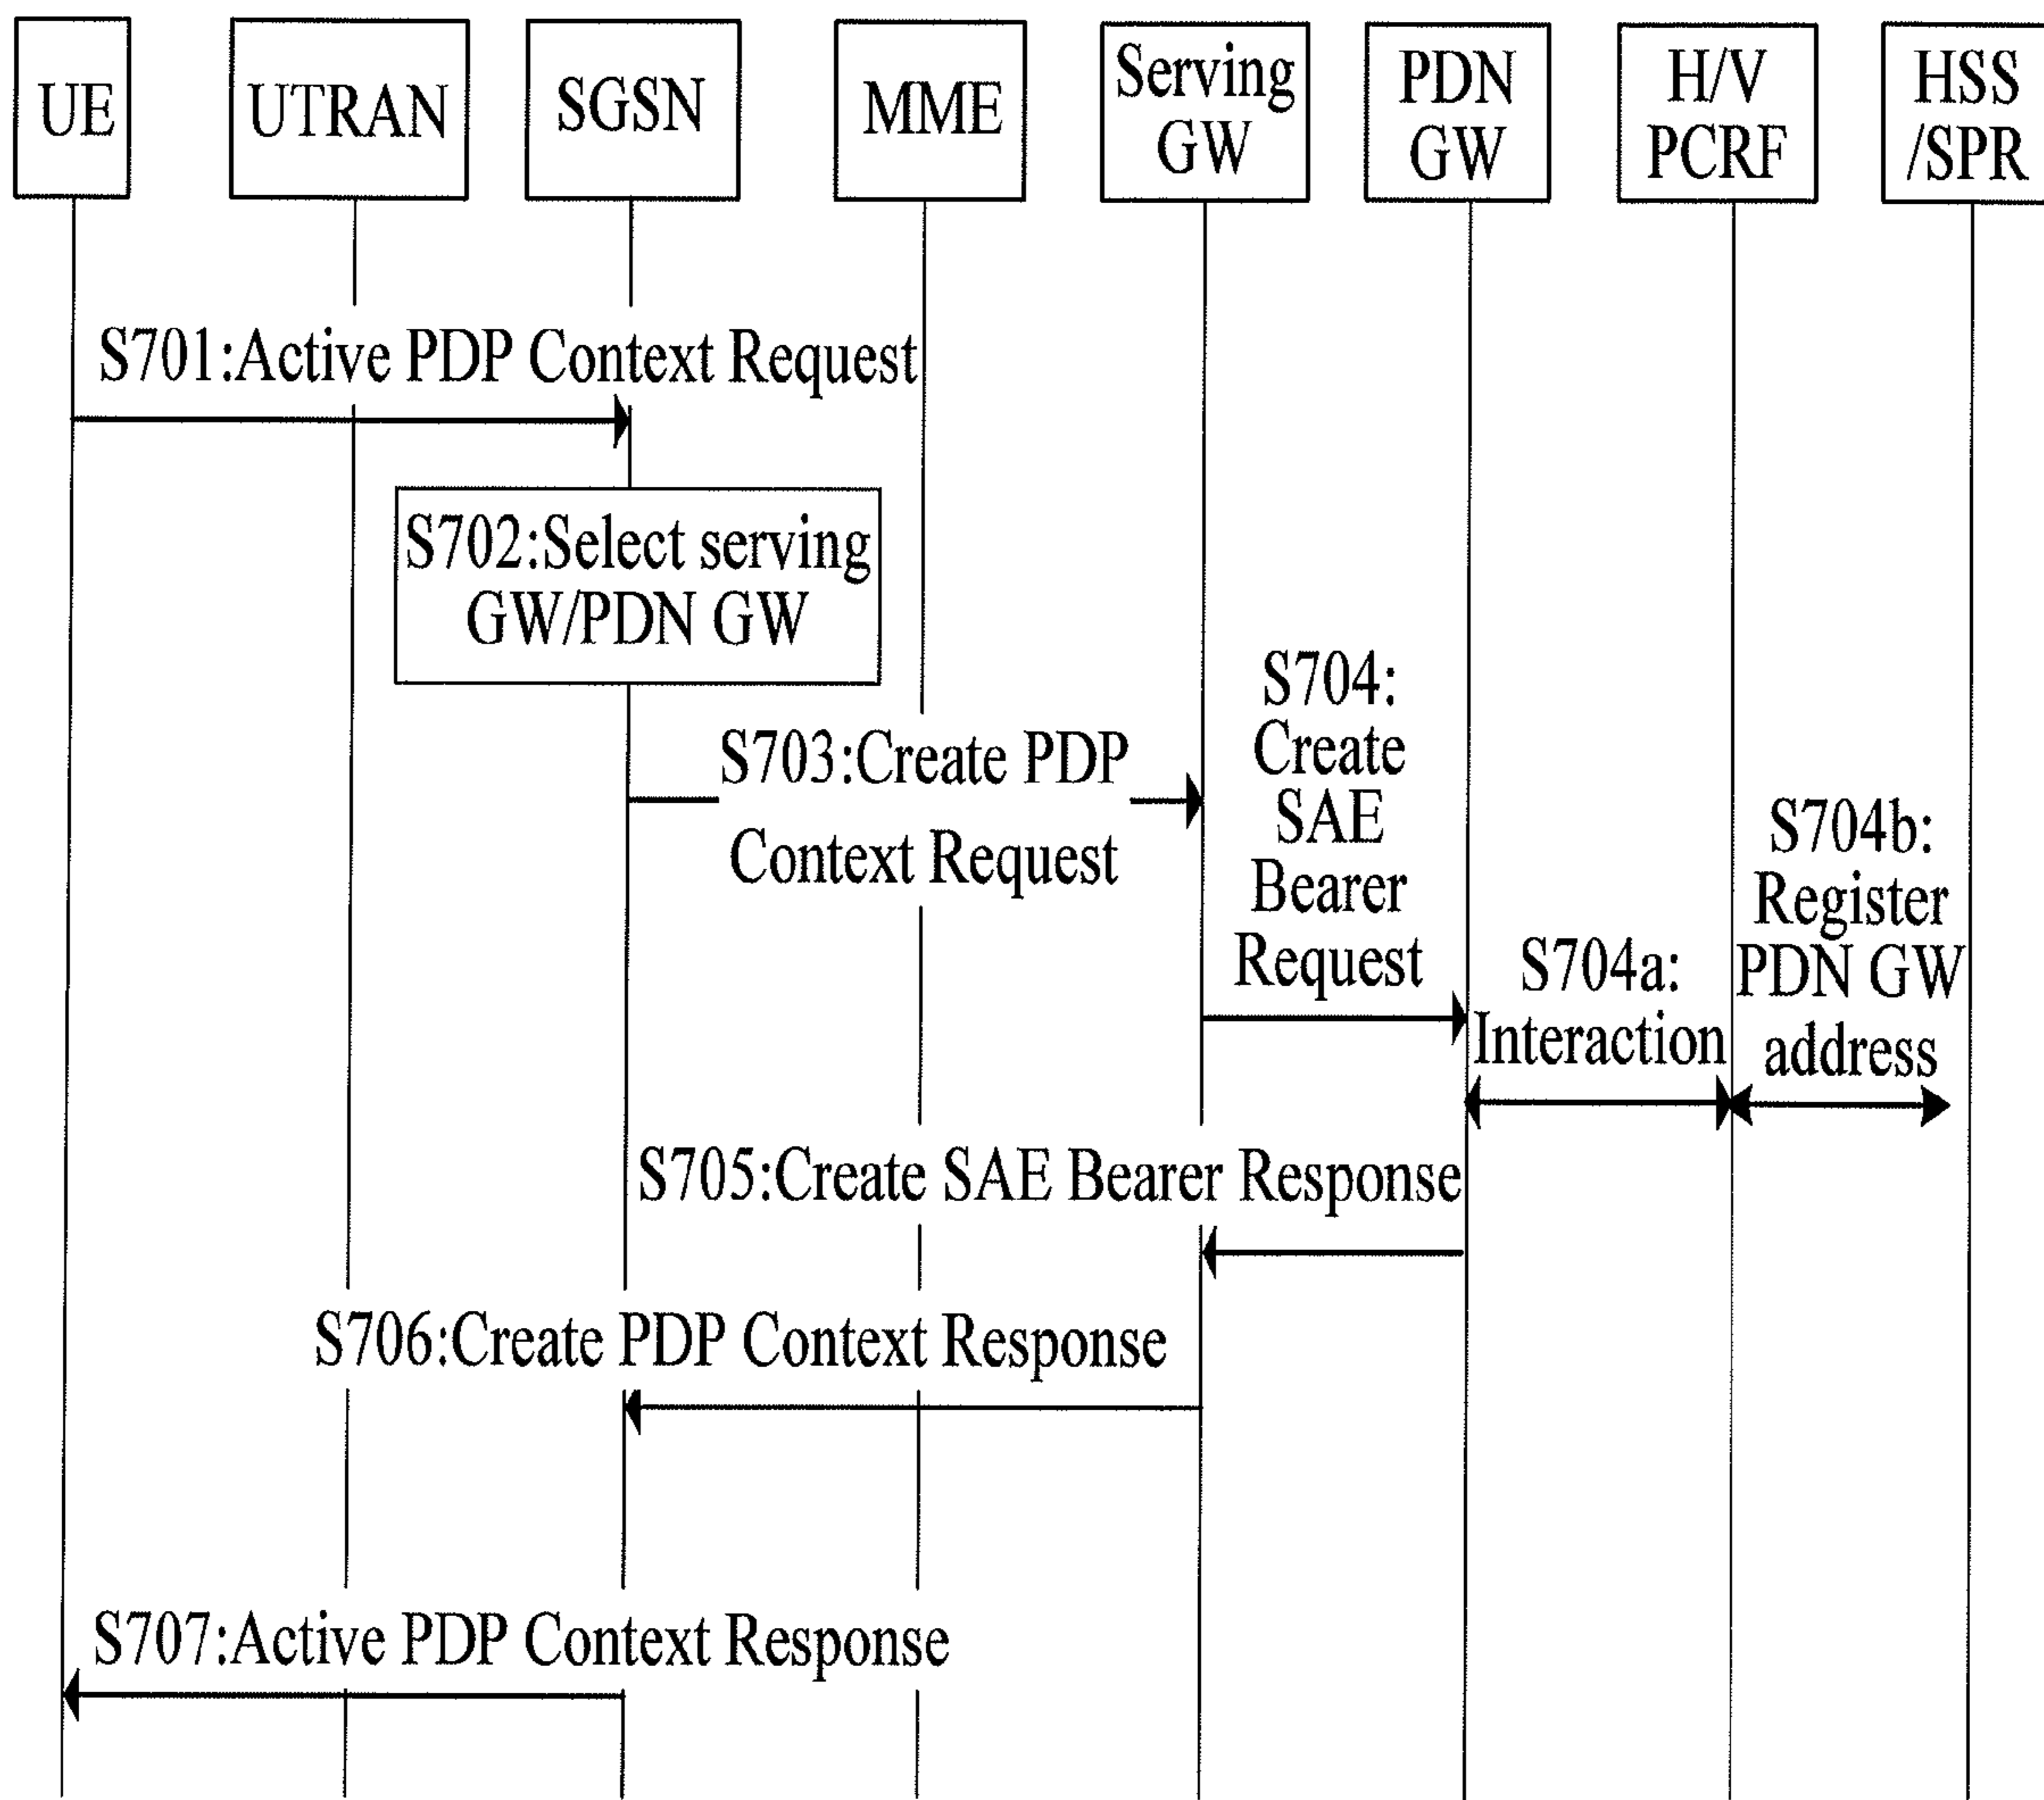 UE
UTRAN
SGSN
MME
Serving
GW
PDN
GW
H/V
PCRF
HSS
/SPR
S701:Active PDP Context Request
S702:Select serving
GW/PDN GW
S703:Create PDP
Context Request
S704:
Create
SAE
Bearer
Request
S704a:
Interaction
S704b:
Register
PDN GW
address
S705:Create SAE Bearer Response
S706:Create PDP Context Response
S707:Active PDP Context Response